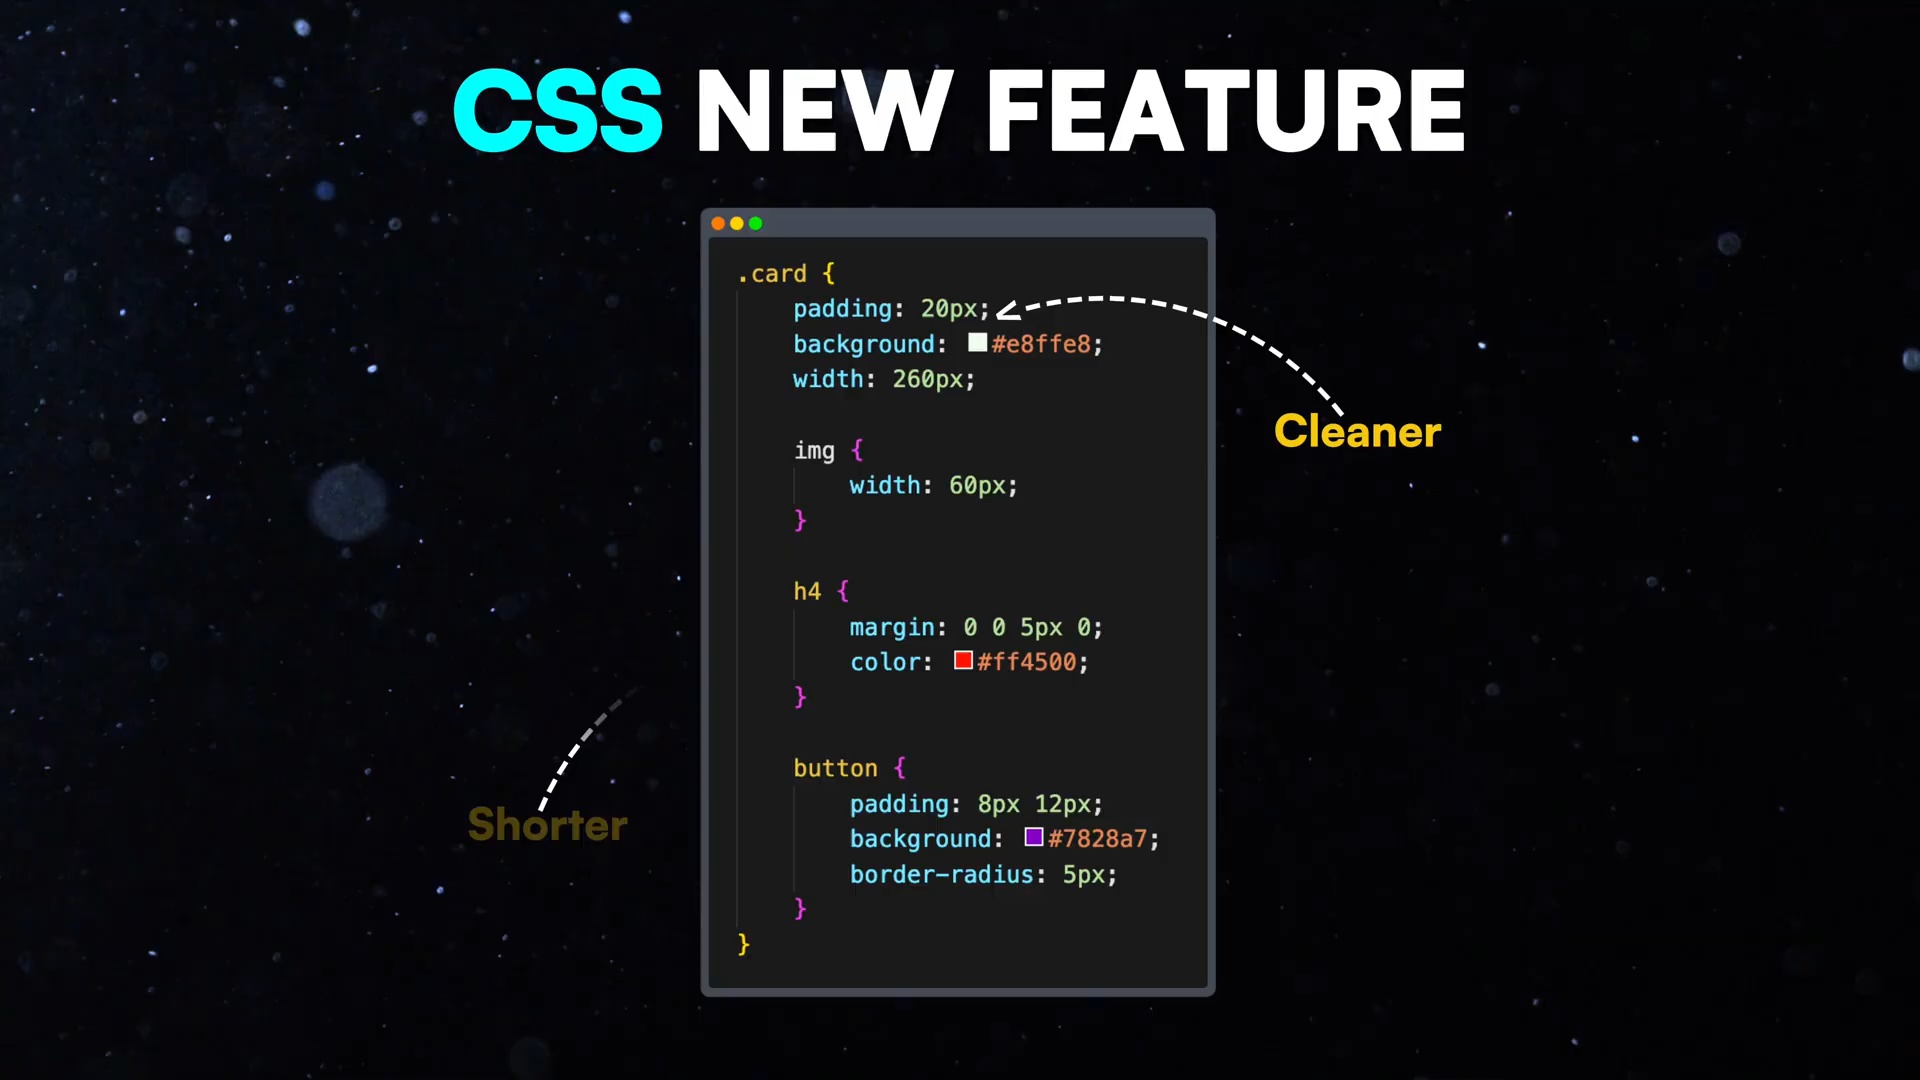 CSS NEW FEATURE
.card {
padding: 20px;
background: #e8ffe8;
width: 260px;
Cleaner
img {
width: 60px;
}
h4 {
margin: 0 0 5px 0;
color: #ff4500;
}
Shorter
button {
padding: 8px 12px;
background: #7828a7;
border-radius: 5px;
}
}